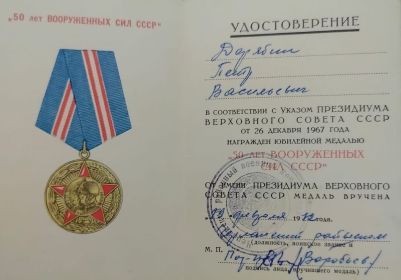 „50 лет ВООРУЖЕННЫХ СИЛ СССР"
УДОСТОВЕРЕНИЕ
Петр
Васильевич
В СООТВЕТСТВИИ С УКАЗОМ ПРЕЗИДИУМА
ВЕРХОВНОГО СОВЕТА СССР
ОТ 26 ДЕКАБРЯ 1967 ГОДА
НАГРАЖДЕН ЮБИЛЕЙНОЙ МЕДАЛЬЮ
"50 ЛЕТ ВООРУЖЕННЫХ
СИЛ СССР"
ОТ ИМЕНИ ПРЕЗИДИУМА ВЕРХОВНОГО
СОВЕТА СССР МЕДАЛЬ ВРУЧЕНА
февраля
(должность, воинское звание и
М. П. (Воробьев)
подпись лица, вручившего медаль)